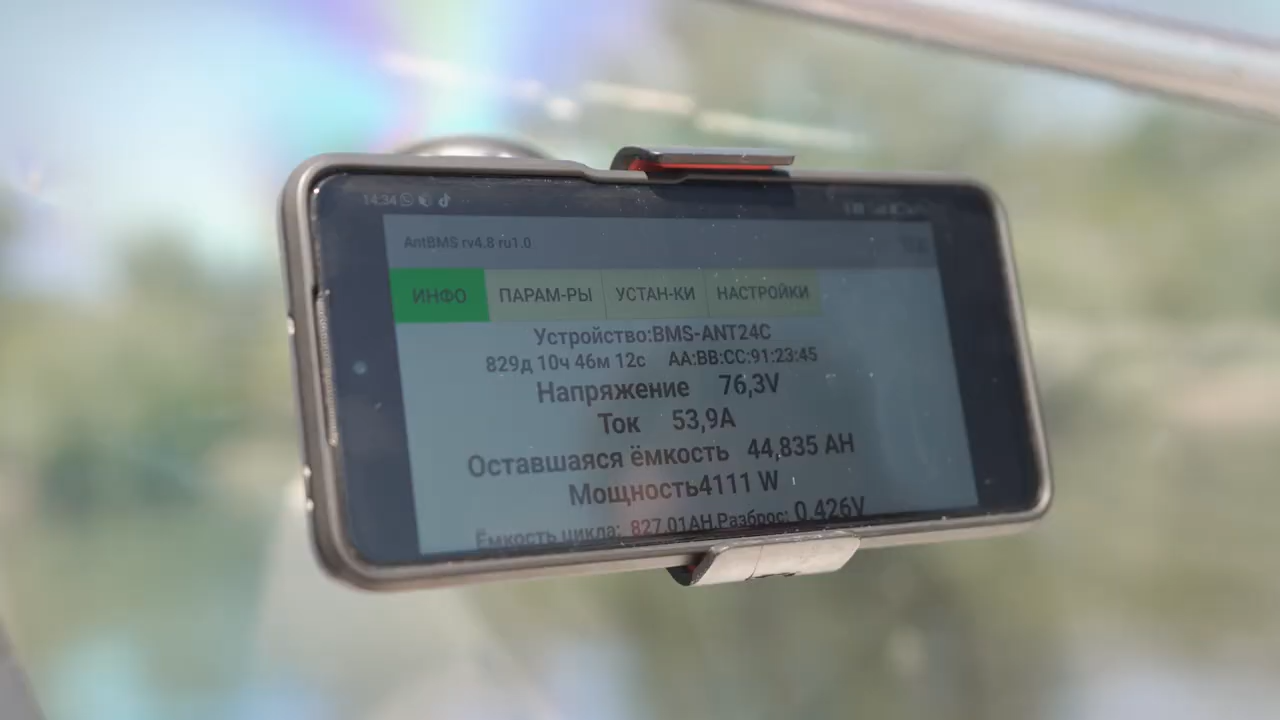 14:34
AntBMS rv4.8 ru1.0
ИНФО ПАРАМ-РЫ УСТАН-КИ НАСТРОЙКИ
Устройство:BMS-ANT24C
829д 10ч 46м 12с AA:BB:CC:91:23:45
Напряжение 76,3V
Ток 53,9A
Оставшаяся ёмкость 44,835 AH
Мощность4111 W
Ёмкость цикла: 827.01AH Разброс: 0.426V